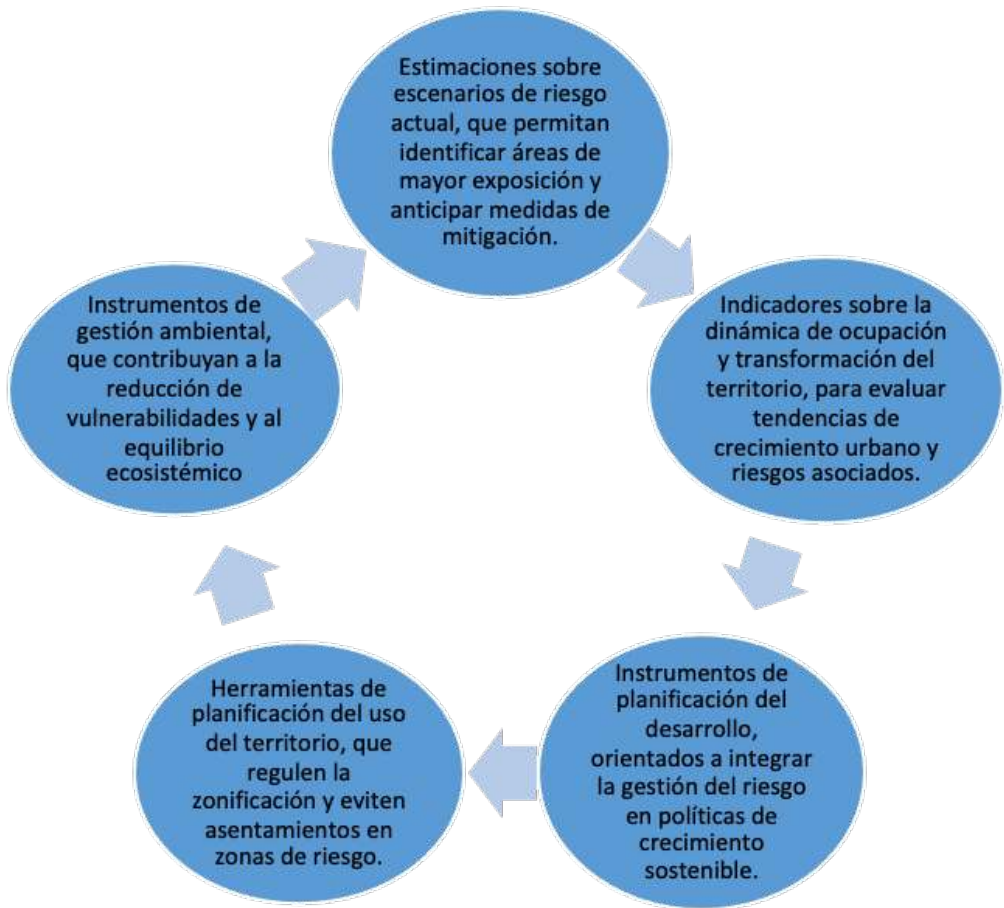 Estimaciones sobre
escenarios de riesgo
actual, que permitan
identificar áreas de
mayor exposición y
anticipar medidas de
mitigación.
Indicadores sobre la
dinámica de ocupación
y transformación del
territorio, para evaluar
tendencias de
crecimiento urbano y
riesgos asociados.
Instrumentos de
planificación del
desarrollo,
orientados a integrar
la gestión del riesgo
en políticas de
crecimiento
sostenible.
Herramientas de
planificación del uso
del territorio, que
regulen la
zonificación y eviten
asentamientos en
zonas de riesgo.
Instrumentos de
gestión ambiental,
que contribuyan a la
reducción de
vulnerabilidades y al
equilibrio
ecosistémico